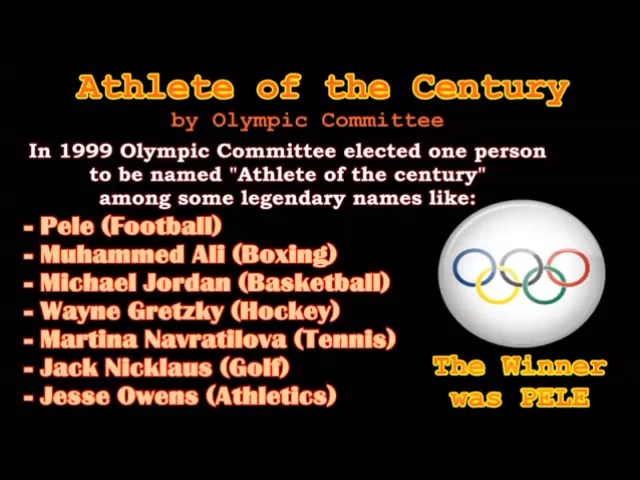 Athlete of the Century
by Olympic Committee
In 1999 Olympic Committee elected one person
to be named "Athlete of the century"
among some legendary names like:
- Pele (Football)
- Muhammed Ali (Boxing)
- Michael Jordan (Basketball)
- Wayne Gretzky (Hockey)
- Martina Navratilova (Tennis)
- Jack Nicklaus (Golf)
- Jesse Owens (Athletics)
The Winner
was PELE